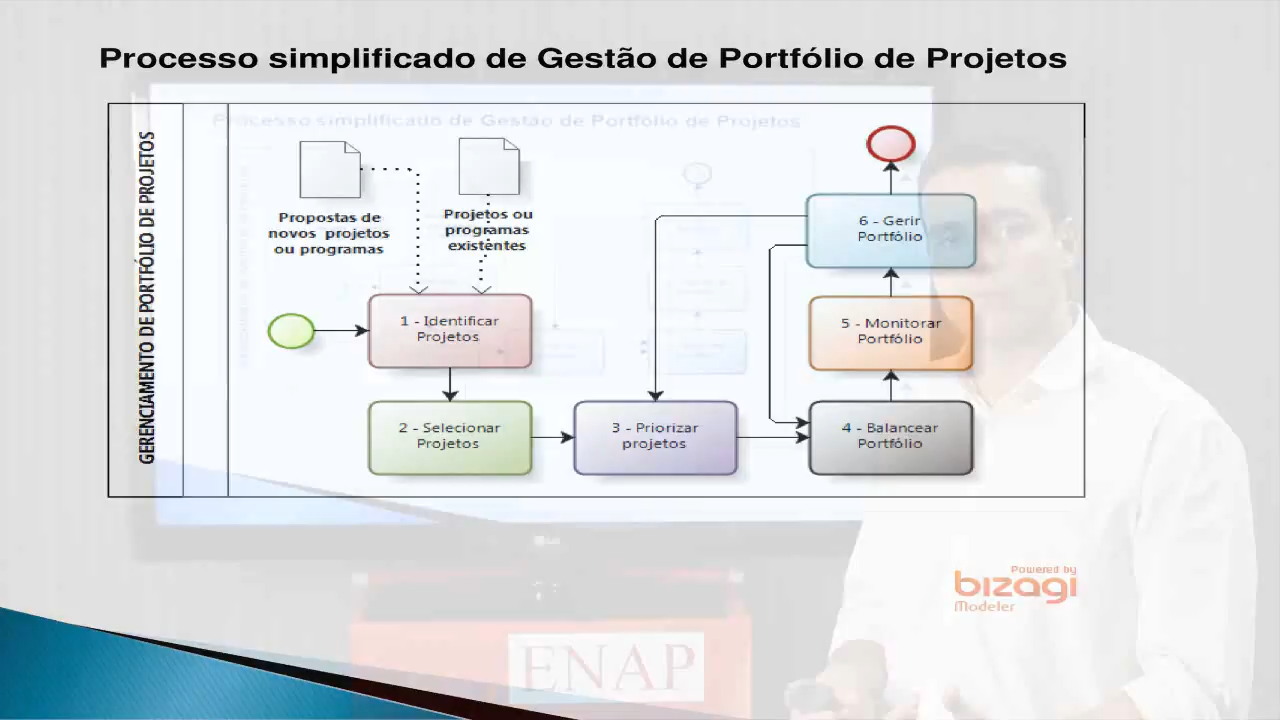 Processo simplificado de Gestão de Portfólio de Projetos
Processo simplificado de Gestão de Portfólio de Projetos
GERENCIAMENTO DE PORTFÓLIO DE PROJETOS
Propostas de
novos projetos
ou programas
Projetos ou
programas
existentes
1 - Identificar
Projetos
2 - Selecionar
Projetos
3 - Priorizar
projetos
4 - Balancear
Portfólio
5 - Monitorar
Portfólio
6 - Gerir
Portfólio
Powered by
bizagi
Modeler
ENAP